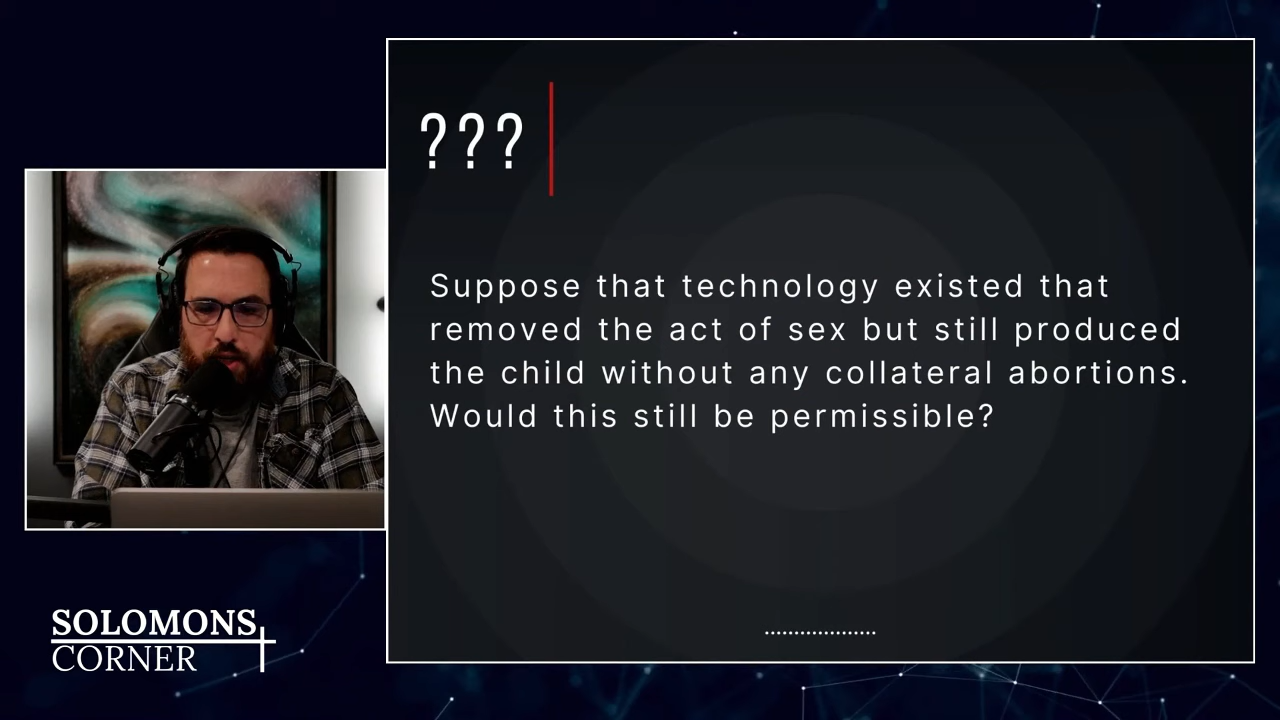 ???
Suppose that technology existed that
removed the act of sex but still produced
the child without any collateral abortions.
Would this still be permissible?
SOLOMONS
CORNER